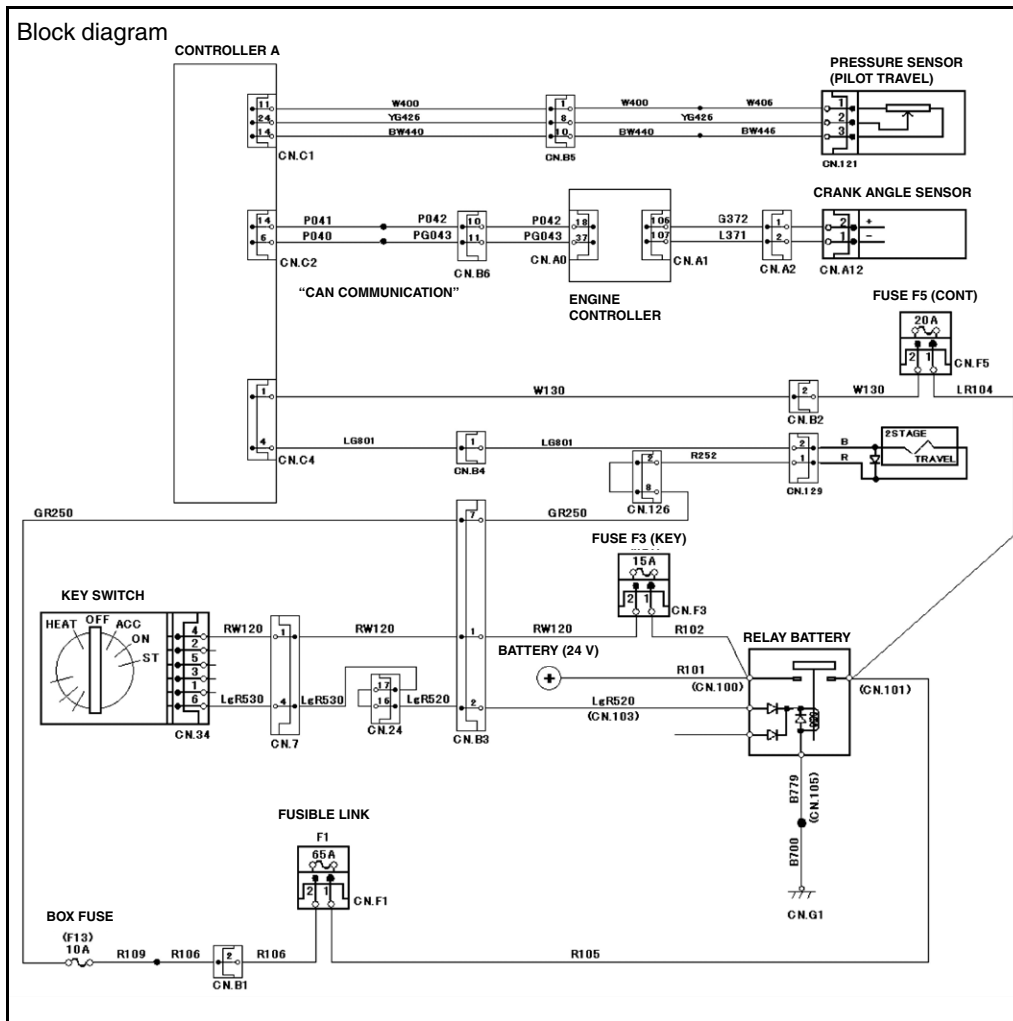 Block diagram
CONTROLLER A
PRESSURE SENSOR
(PILOT TRAVEL)
11 W400 1 W400 W406 1
24 YG426 8 YG426 2
14 BW440 10 BW440 BW446 3
CN.C1
CN.B5
CN.121
CRANK ANGLE SENSOR
14 P041 P042 10 P042 18 106 G372 1 2 +
6 P040 PG043 11 PG043 37 107 L371 2 1 −
CN.C2
CN.B6
CN.A0
CN.A1
CN.A2
CN.A12
“CAN COMMUNICATION”
ENGINE
CONTROLLER
FUSE F5 (CONT)
20A
2 1
CN.F5
1 W130 2 W130 LR104
CN.B2
4 LG801 1 LG801 2 B
CN.C4
CN.B4
R252 1 R
2STAGE
TRAVEL
CN.129
2
8
CN.126
GR250 7 GR250
FUSE F3 (KEY)
15A
2 1
CN.F3
KEY SWITCH
HEAT OFF ACC ON ST
4 RW120 1 RW120 1 RW120 R102
2
5
3
1
6 LgR530 4 LgR530 17 16 LgR520 2 LgR520
CN.34
CN.7
CN.24
CN.B3
(CN.103)
BATTERY (24 V)
+
R101
(CN.100)
RELAY BATTERY
(CN.101)
B779
(CN.105)
B700
CN.G1
FUSIBLE LINK
F1
65A
2 1
CN.F1
BOX FUSE
(F13)
10A
R109 R106 2 R106 R105
CN.B1